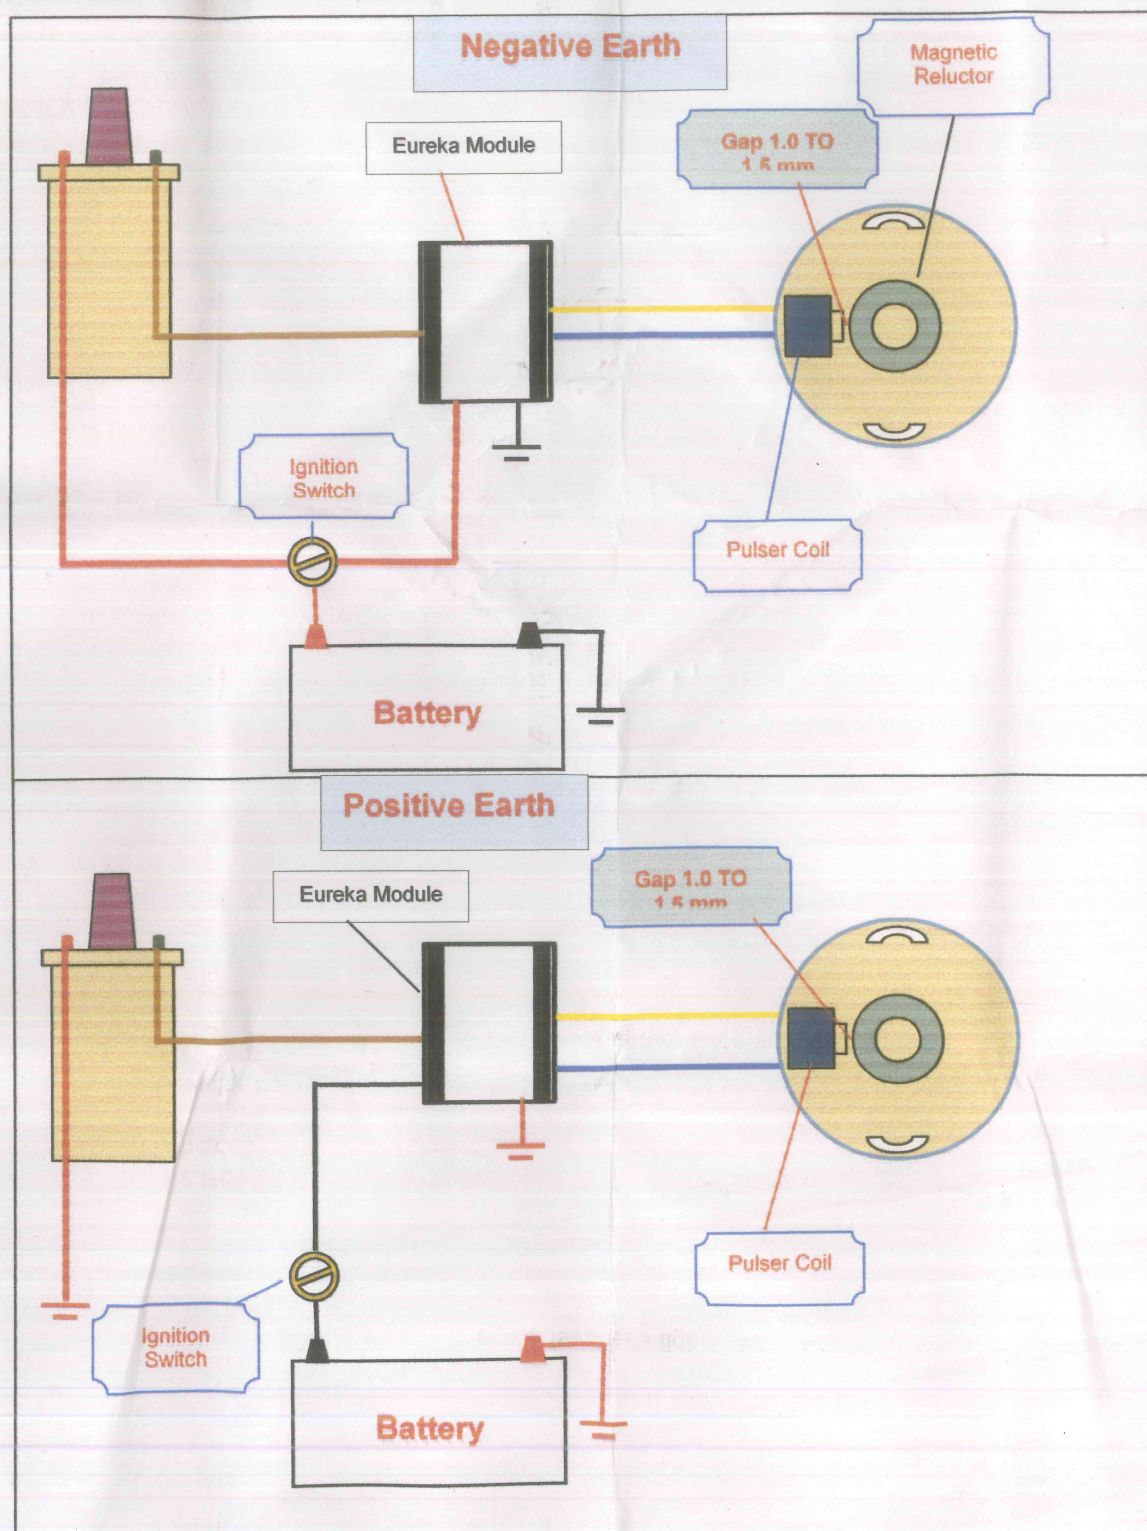 Negative Earth
Magnetic
Reluctor
Eureka Module
Gap 1.0 TO
1.5 mm
Ignition
Switch
Pulser Coil
Battery
Positive Earth
Eureka Module
Gap 1.0 TO
1.5 mm
Pulser Coil
Ignition
Switch
Battery